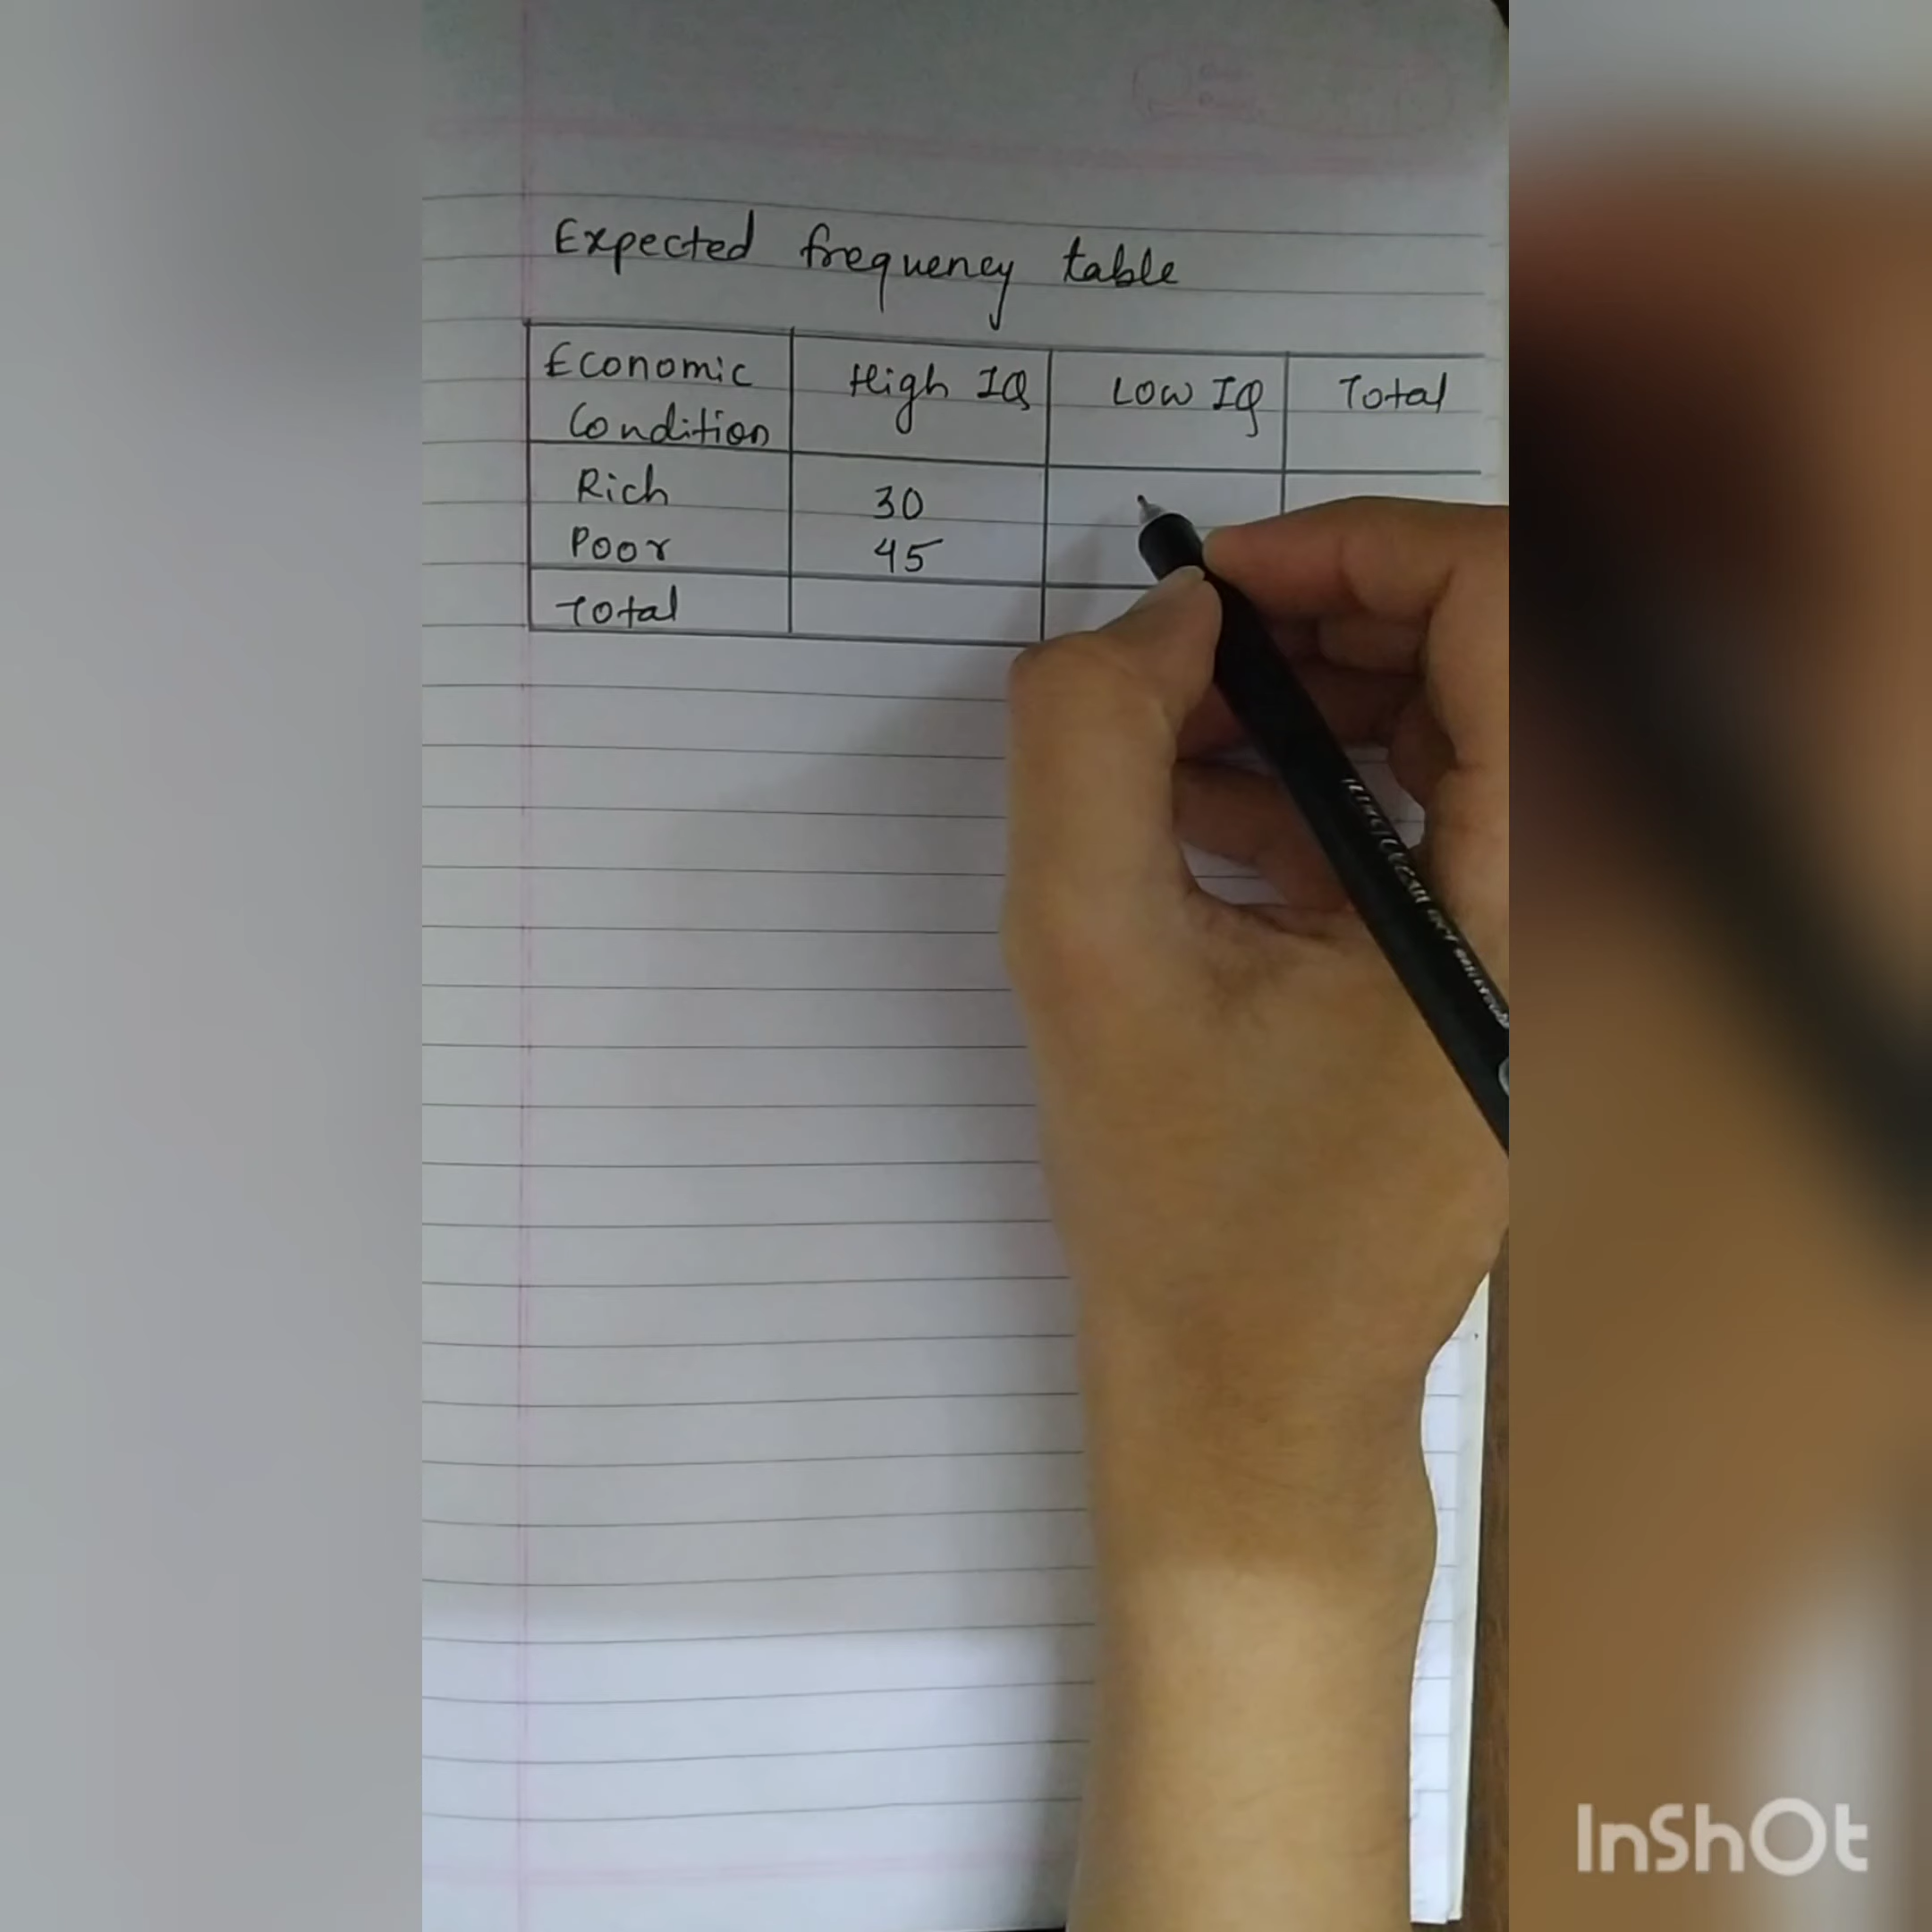 Expected frequency table
Economic Condition High IQ Low IQ Total
Rich 30
Poor 45
Total
InShOt